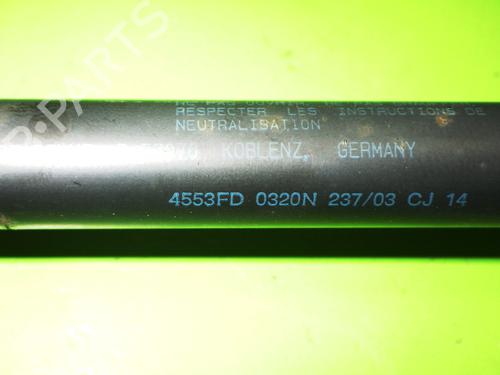 RESPECTER LES INSTRUCTIONS DE
NEUTRALISATION
KOBLENZ, GERMANY
4553FD 0320N 237/03 CJ 14